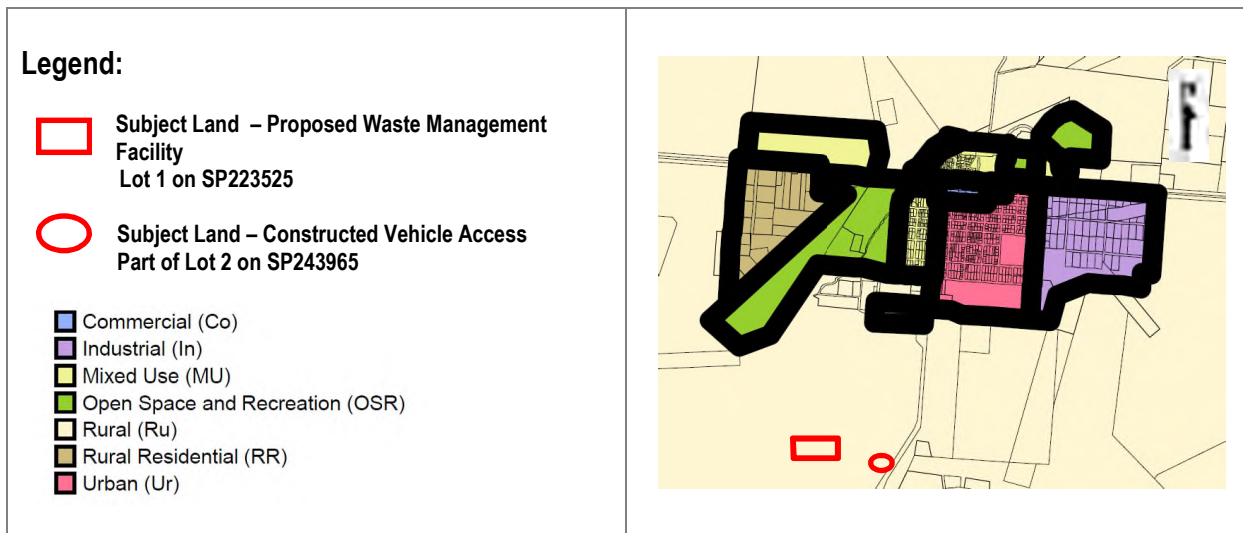 Legend:
Subject Land – Proposed Waste Management
Facility
Lot 1 on SP223525
Subject Land – Constructed Vehicle Access
Part of Lot 2 on SP243965
Commercial (Co)
Industrial (In)
Mixed Use (MU)
Open Space and Recreation (OSR)
Rural (Ru)
Rural Residential (RR)
Urban (Ur)